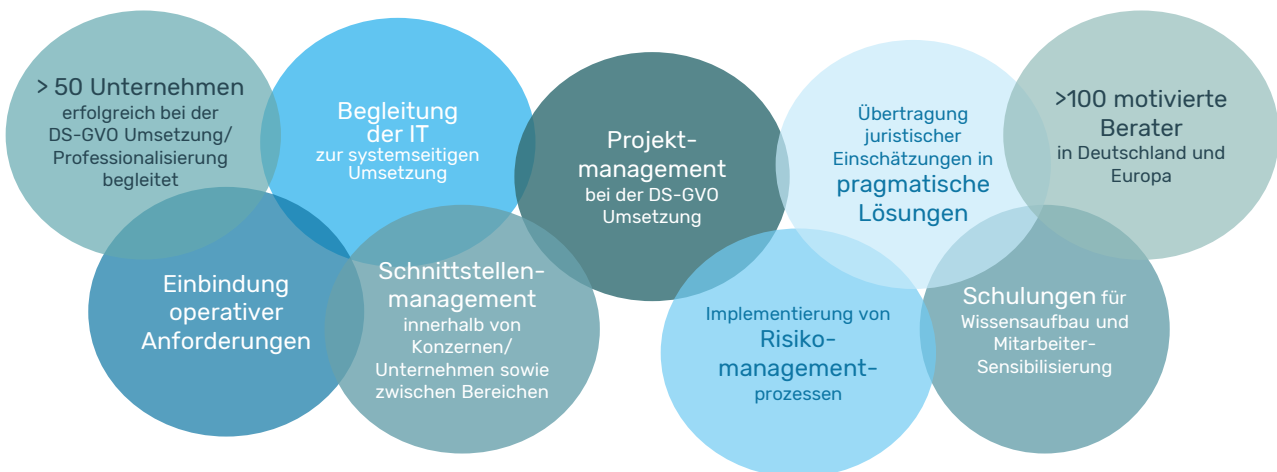 > 50 Unternehmen
erfolgreich bei der
DS-GVO Umsetzung/
Professionalisierung
begleitet
Begleitung
der IT
zur systemseitigen
Umsetzung
Projekt-
management
bei der DS-GVO
Umsetzung
Übertragung
juristischer
Einschätzungen in
pragmatische
Lösungen
>100 motivierte
Berater
in Deutschland und
Europa
Einbindung
operativer
Anforderungen
Schnittstellen-
management
innerhalb von
Konzernen/
Unternehmen sowie
zwischen Bereichen
Implementierung von
Risiko-
management-
prozessen
Schulungen für
Wissensaufbau und
Mitarbeiter-
Sensibilisierung